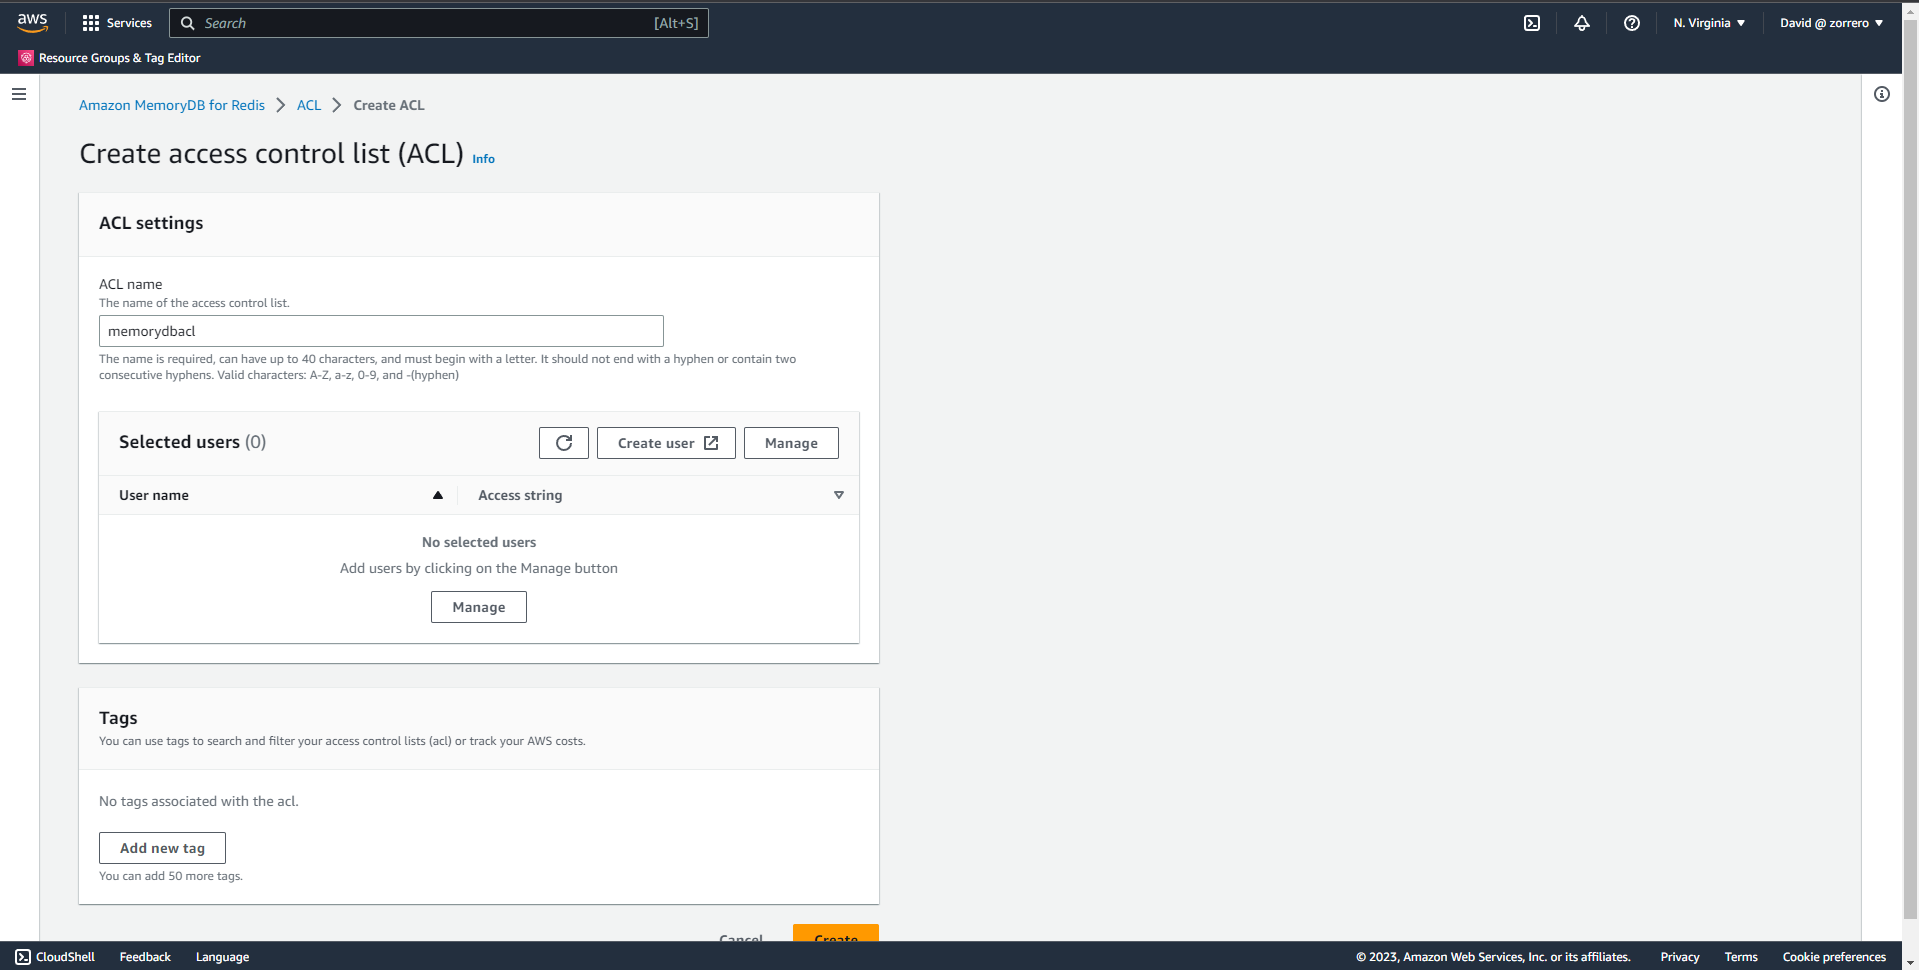 aws
Services
Search
[Alt+S]
N. Virginia
David @ zorrero
Resource Groups & Tag Editor
Amazon MemoryDB for Redis
ACL
Create ACL
Create access control list (ACL)
Info
ACL settings
ACL name
The name of the access control list.
memorydbacl
The name is required, can have up to 40 characters, and must begin with a letter. It should not end with a hyphen or contain two
consecutive hyphens. Valid characters: A-Z, a-z, 0-9, and -(hyphen)
Selected users (0)
Create user
Manage
User name
Access string
No selected users
Add users by clicking on the Manage button
Manage
Tags
You can use tags to search and filter your access control lists (acl) or track your AWS costs.
No tags associated with the acl.
Add new tag
You can add 50 more tags.
Cancel
Create
CloudShell
Feedback
Language
© 2023, Amazon Web Services, Inc. or its affiliates.
Privacy
Terms
Cookie preferences